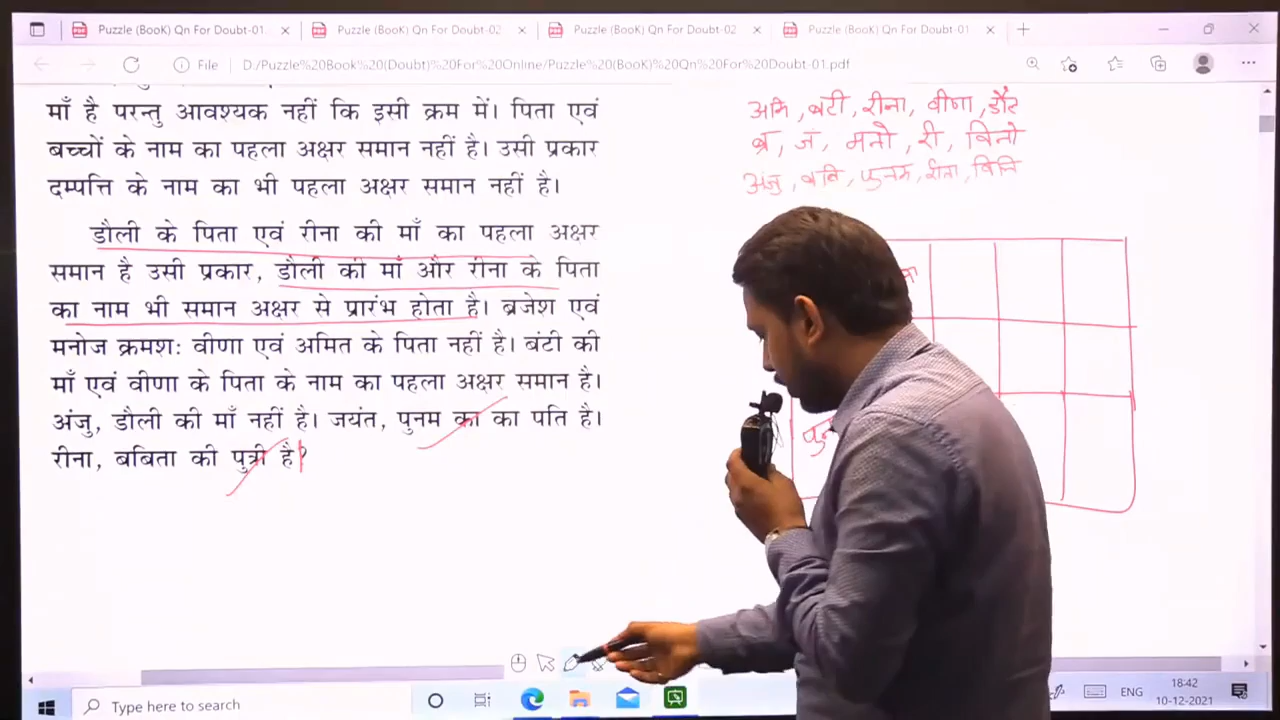 Puzzle (BooK) Qn For Doubt-01.
Puzzle (BooK) Qn For Doubt-02
Puzzle (BooK) Qn For Doubt-02
Puzzle (BooK) Qn For Doubt-01
File
D:/Puzzle%20Book%20(Doubt)%20For%20Online/Puzzle%20(BooK)%20Qn%20For%20Doubt-01.pdf
माँ है परन्तु आवश्यक नहीं कि इसी क्रम में। पिता एवं
बच्चों के नाम का पहला अक्षर समान नहीं है। उसी प्रकार
दम्पत्ति के नाम का भी पहला अक्षर समान नहीं है।
डौली के पिता एवं रीना की माँ का पहला अक्षर
समान है उसी प्रकार, डौली की माँ और रीना के पिता
का नाम भी समान अक्षर से प्रारंभ होता है। ब्रजेश एवं
मनोज क्रमशः वीणा एवं अमित के पिता नहीं है। बंटी की
माँ एवं वीणा के पिता के नाम का पहला अक्षर समान है।
अंजु, डौली की माँ नहीं है। जयंत, पुनम का का पति है।
रीना, बबिता की पुत्री है?
अमि, बंटी, रीना, वीणा, डौट
ब्र, जं, मनो, री, विनो
अंजु, बबि, पुनम, रीता, विनि
पुन
Type here to search
ENG
18:42
10-12-2021